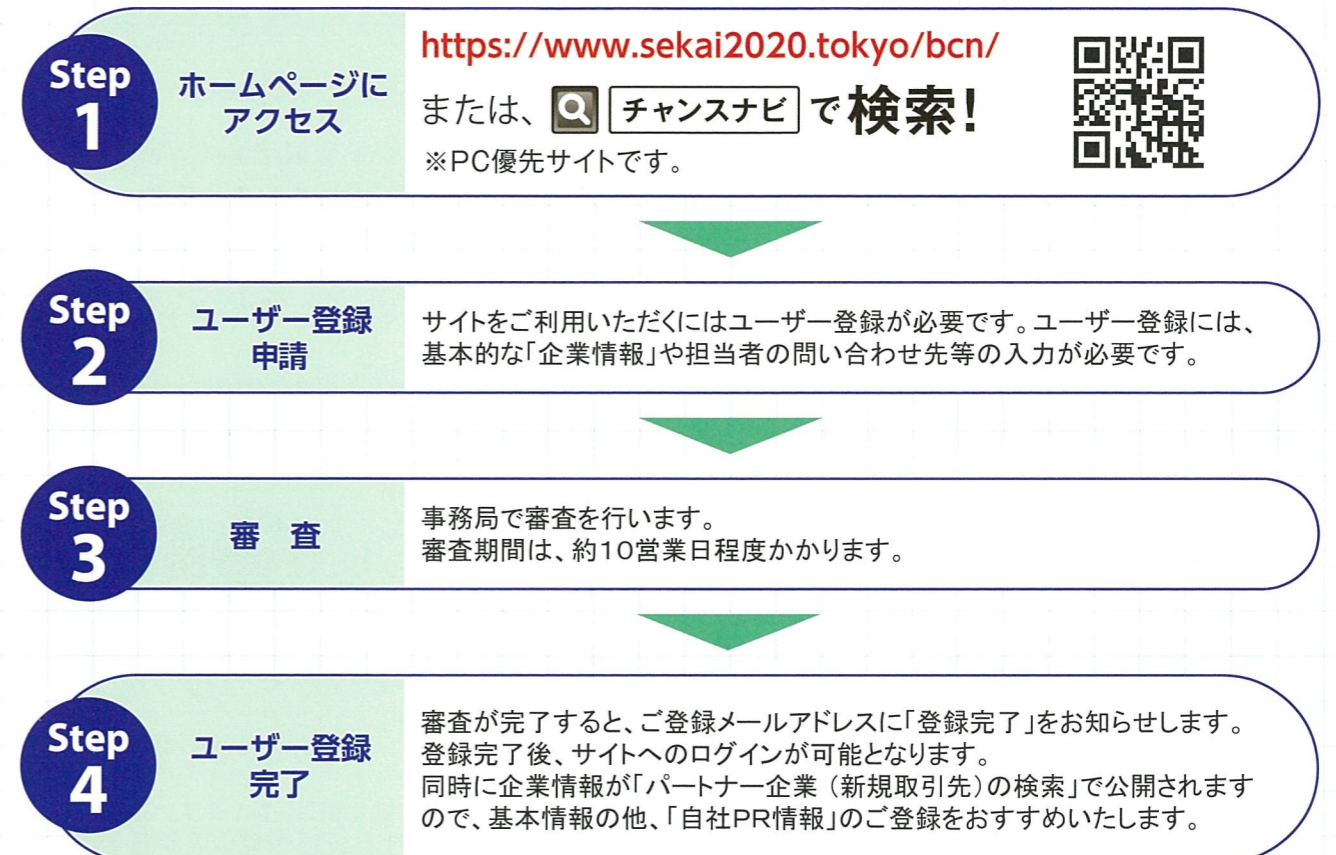 Step
1
ホームページに
アクセス
https://www.sekai2020.tokyo/bcn/
または、 チャンスナビ で検索!
※PC優先サイトです。
Step
2
ユーザー登録
申請
サイトをご利用いただくにはユーザー登録が必要です。ユーザー登録には、
基本的な「企業情報」や担当者の問い合わせ先等の入力が必要です。
Step
3
審 査
事務局で審査を行います。
審査期間は、約10営業日程度かかります。
Step
4
ユーザー登録
完了
審査が完了すると、ご登録メールアドレスに「登録完了」をお知らせします。
登録完了後、サイトへのログインが可能となります。
同時に企業情報が「パートナー企業(新規取引先)の検索」で公開されます
ので、基本情報の他、「自社PR情報」のご登録をおすすめいたします。